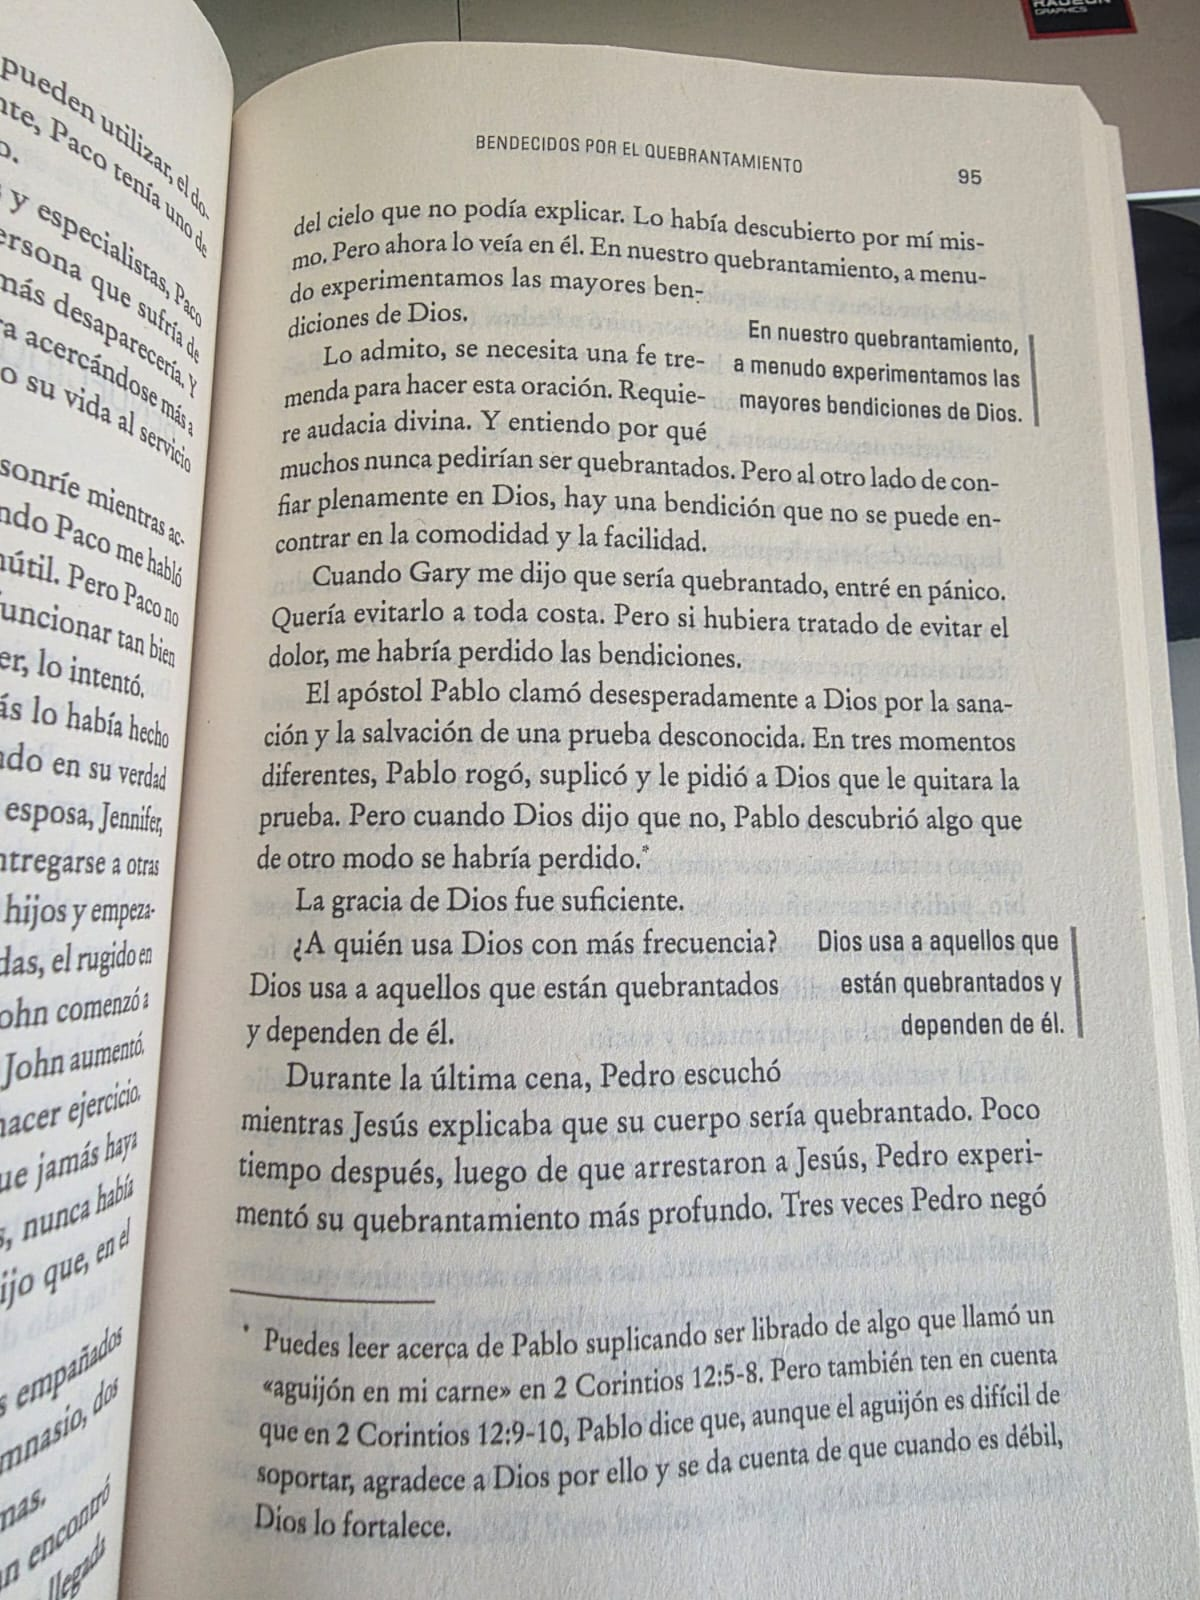 pueden utilizar, el do-
nte, Paco tenía uno de
o.
y especialistas, Paco
ersona que sufría de
más desaparecería. Y
ra acercándose más a
o su vida al servicio
sonríe mientras ac-
ndo Paco me habló
nútil. Pero Paco no
funcionar tan bien
er, lo intentó.
ás lo había hecho
ndo en su verdad
esposa, Jennifer,
ntregarse a otras
hijos y empeza-
das, el rugido en
ohn comenzó a
John aumentó.
hacer ejercicio.
ue jamás haya
s, nunca había
ijo que, en el
s empañados
mnasio, dos
mas.
an encontró
llegada
RADEON
GRAPHICS
BENDECIDOS POR EL QUEBRANTAMIENTO
95
del cielo que no podía explicar. Lo había descubierto por mí mis-
mo. Pero ahora lo veía en él. En nuestro quebrantamiento, a menu-
do experimentamos las mayores ben-
diciones de Dios.
En nuestro quebrantamiento,
a menudo experimentamos las
mayores bendiciones de Dios.
Lo admito, se necesita una fe tre-
menda para hacer esta oración. Requie-
re audacia divina. Y entiendo por qué
muchos nunca pedirían ser quebrantados. Pero al otro lado de con-
fiar plenamente en Dios, hay una bendición que no se puede en-
contrar en la comodidad y la facilidad.
Cuando Gary me dijo que sería quebrantado, entré en pánico.
Quería evitarlo a toda costa. Pero si hubiera tratado de evitar el
dolor, me habría perdido las bendiciones.
El apóstol Pablo clamó desesperadamente a Dios por la sana-
ción y la salvación de una prueba desconocida. En tres momentos
diferentes, Pablo rogó, suplicó y le pidió a Dios que le quitara la
prueba. Pero cuando Dios dijo que no, Pablo descubrió algo que
de otro modo se habría perdido.*
La gracia de Dios fue suficiente.
¿A quién usa Dios con más frecuencia?
Dios usa a aquellos que están quebrantados
y dependen de él.
Dios usa a aquellos que
están quebrantados y
dependen de él.
Durante la última cena, Pedro escuchó
mientras Jesús explicaba que su cuerpo sería quebrantado. Poco
tiempo después, luego de que arrestaron a Jesús, Pedro experi-
mentó su quebrantamiento más profundo. Tres veces Pedro negó
* Puedes leer acerca de Pablo suplicando ser librado de algo que llamó un
«aguijón en mi carne» en 2 Corintios 12:5-8. Pero también ten en cuenta
que en 2 Corintios 12:9-10, Pablo dice que, aunque el aguijón es difícil de
soportar, agradece a Dios por ello y se da cuenta de que cuando es débil,
Dios lo fortalece.